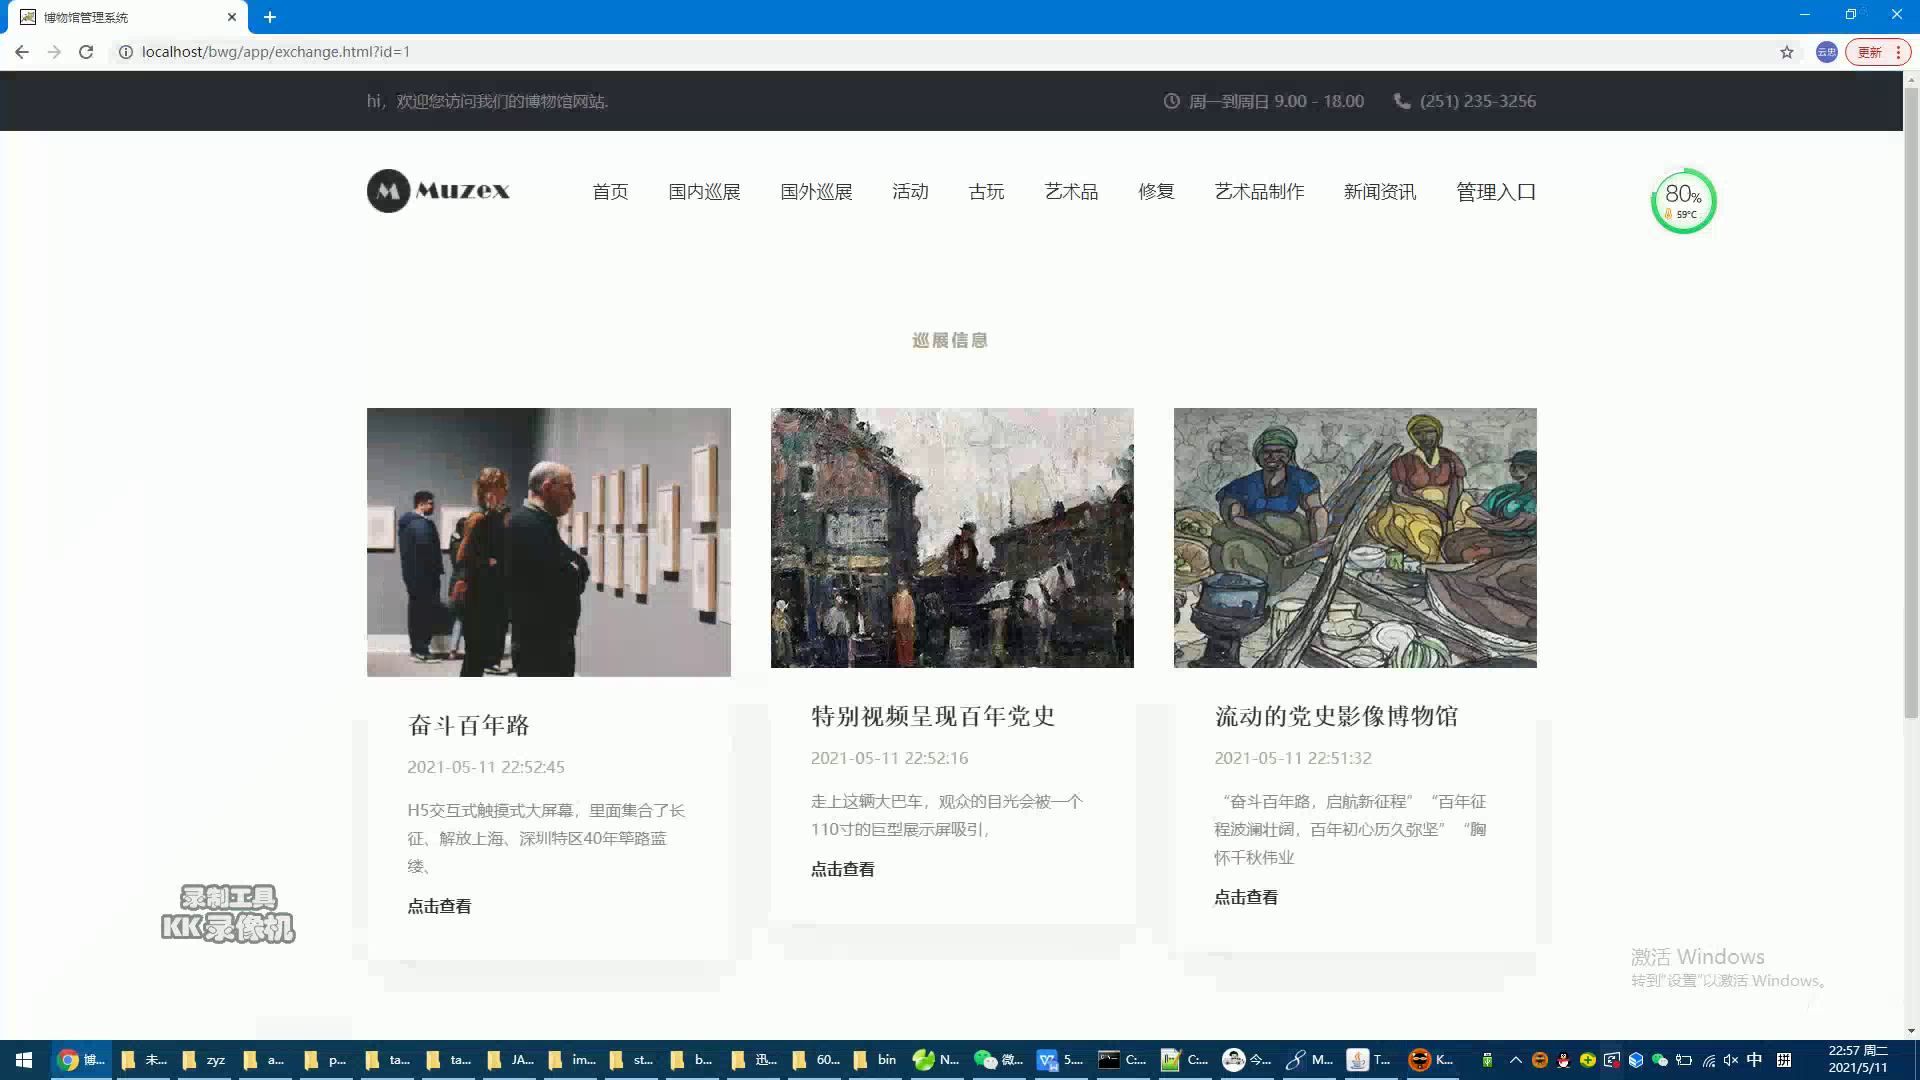 博物馆管理系统
localhost/bwg/app/exchange.html?id=1
云忠
更新
hi，欢迎您访问我们的博物馆网站.
周一到周日 9.00 - 18.00
(251) 235-3256
M Muzex
首页
国内巡展
国外巡展
活动
古玩
艺术品
修复
艺术品制作
新闻资讯
管理入口
80%
59°C
巡展信息
奋斗百年路
2021-05-11 22:52:45
H5交互式触摸式大屏幕，里面集合了长
征、解放上海、深圳特区40年筚路蓝
缕、
点击查看
特别视频呈现百年党史
2021-05-11 22:52:16
走上这辆大巴车，观众的目光会被一个
110寸的巨型展示屏吸引，
点击查看
流动的党史影像博物馆
2021-05-11 22:51:32
“奋斗百年路，启航新征程” “百年征
程波澜壮阔，百年初心历久弥坚” “胸
怀千秋伟业
点击查看
录制工具
KK录像机
激活 Windows
转到“设置”以激活 Windows。
博...
未...
zyz
a...
p...
ta...
ta...
JA...
im...
st...
b...
迅...
60...
bin
N...
微...
5....
C:...
C:...
今...
M...
T...
K...
中
拼
22:57 周二
2021/5/11